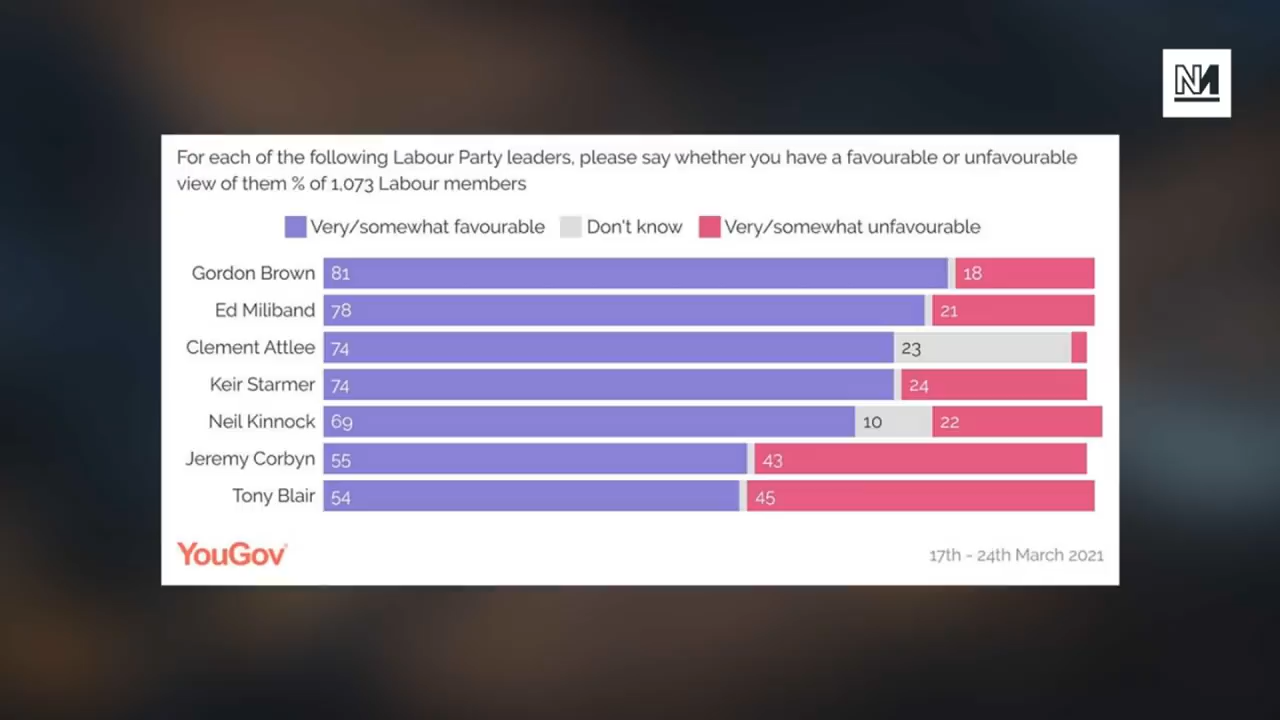 NM
For each of the following Labour Party leaders, please say whether you have a favourable or unfavourable
view of them % of 1,073 Labour members
Very/somewhat favourable Don't know Very/somewhat unfavourable
Gordon Brown 81 18
Ed Miliband 78 21
Clement Attlee 74 23
Keir Starmer 74 24
Neil Kinnock 69 10 22
Jeremy Corbyn 55 43
Tony Blair 54 45
YouGov 17th - 24th March 2021